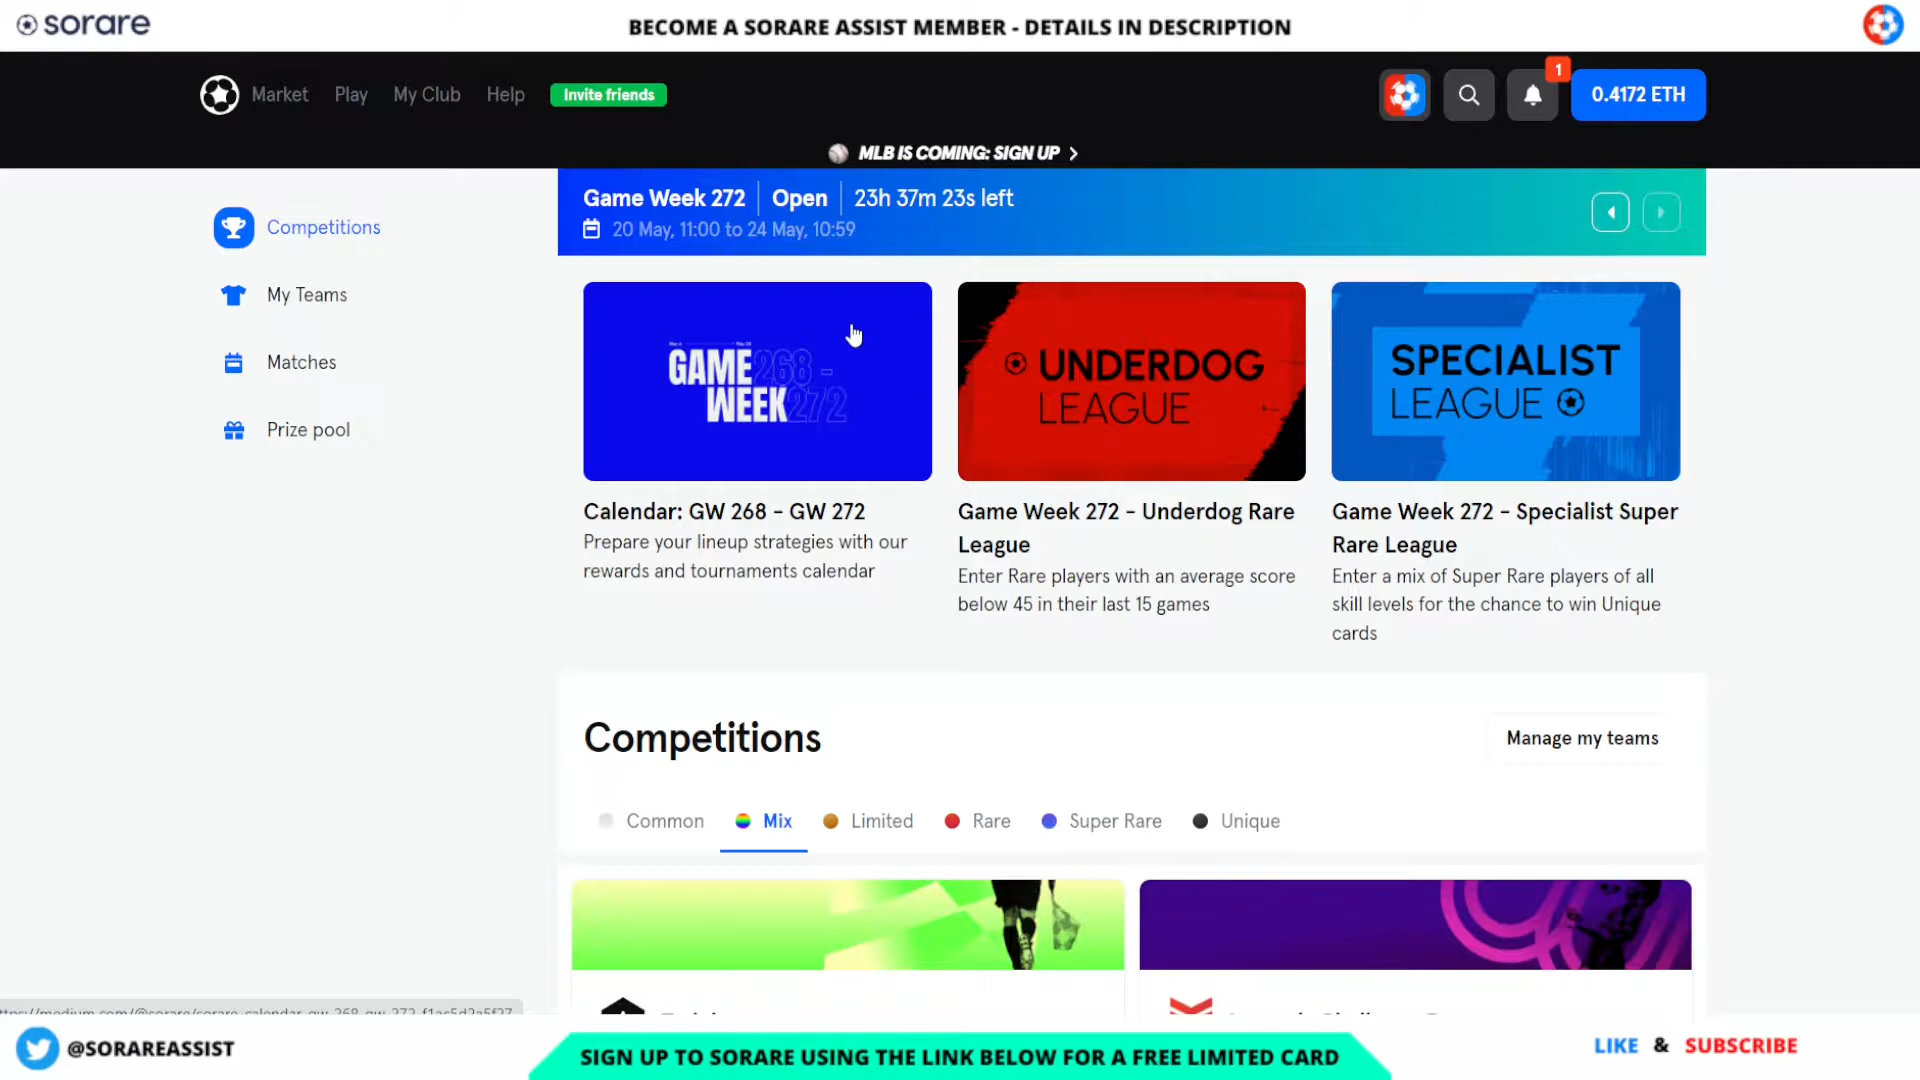 sorare
BECOME A SORARE ASSIST MEMBER - DETAILS IN DESCRIPTION
Market Play My Club Help Invite friends
1
0.4172 ETH
MLB IS COMING: SIGN UP
Game Week 272 Open 23h 37m 23s left
20 May, 11:00 to 24 May, 10:59
Competitions
My Teams
Matches
Prize pool
GAME 268 -
WEEK 272
UNDERDOG
LEAGUE
SPECIALIST
LEAGUE
Calendar: GW 268 - GW 272
Prepare your lineup strategies with our
rewards and tournaments calendar
Game Week 272 - Underdog Rare
League
Enter Rare players with an average score
below 45 in their last 15 games
Game Week 272 - Specialist Super
Rare League
Enter a mix of Super Rare players of all
skill levels for the chance to win Unique
cards
Competitions
Manage my teams
Common Mix Limited Rare Super Rare Unique
@SORAREASSIST
SIGN UP TO SORARE USING THE LINK BELOW FOR A FREE LIMITED CARD
LIKE & SUBSCRIBE